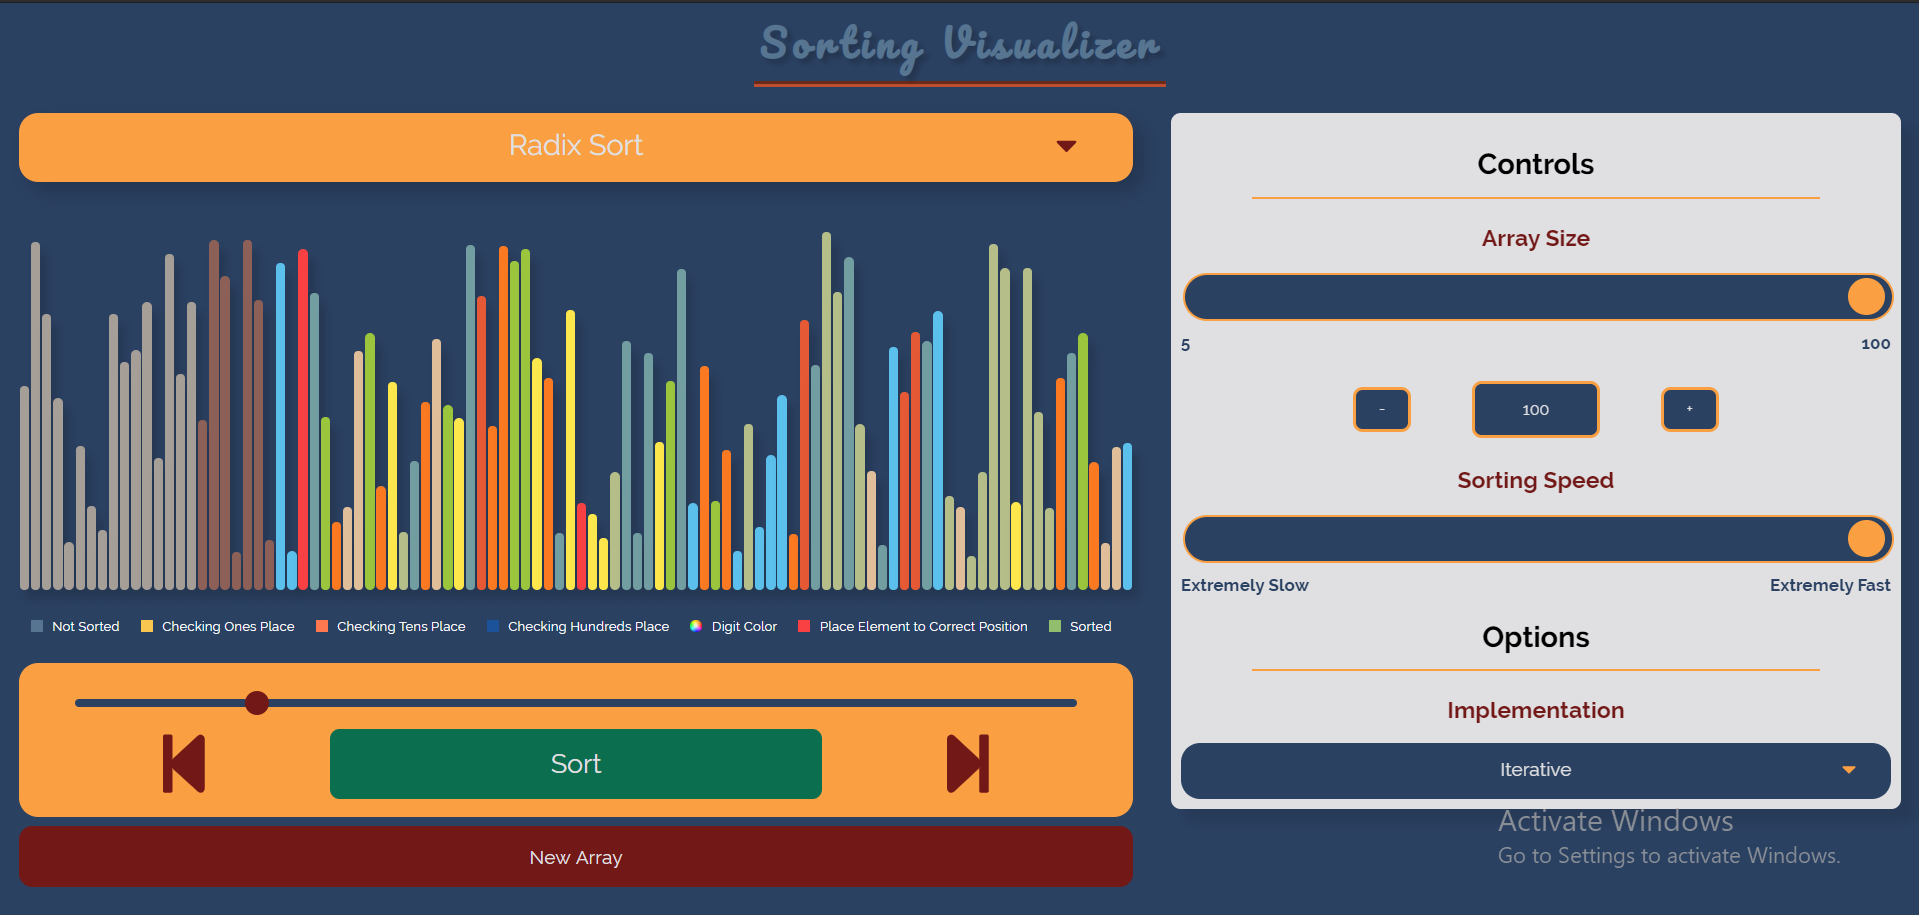 Sorting Visualizer
Radix Sort
Not Sorted Checking Ones Place Checking Tens Place Checking Hundreds Place Digit Color Place Element to Correct Position Sorted
Sort
New Array
Controls
Array Size
5 100
- 100 +
Sorting Speed
Extremely Slow Extremely Fast
Options
Implementation
Iterative
Activate Windows
Go to Settings to activate Windows.